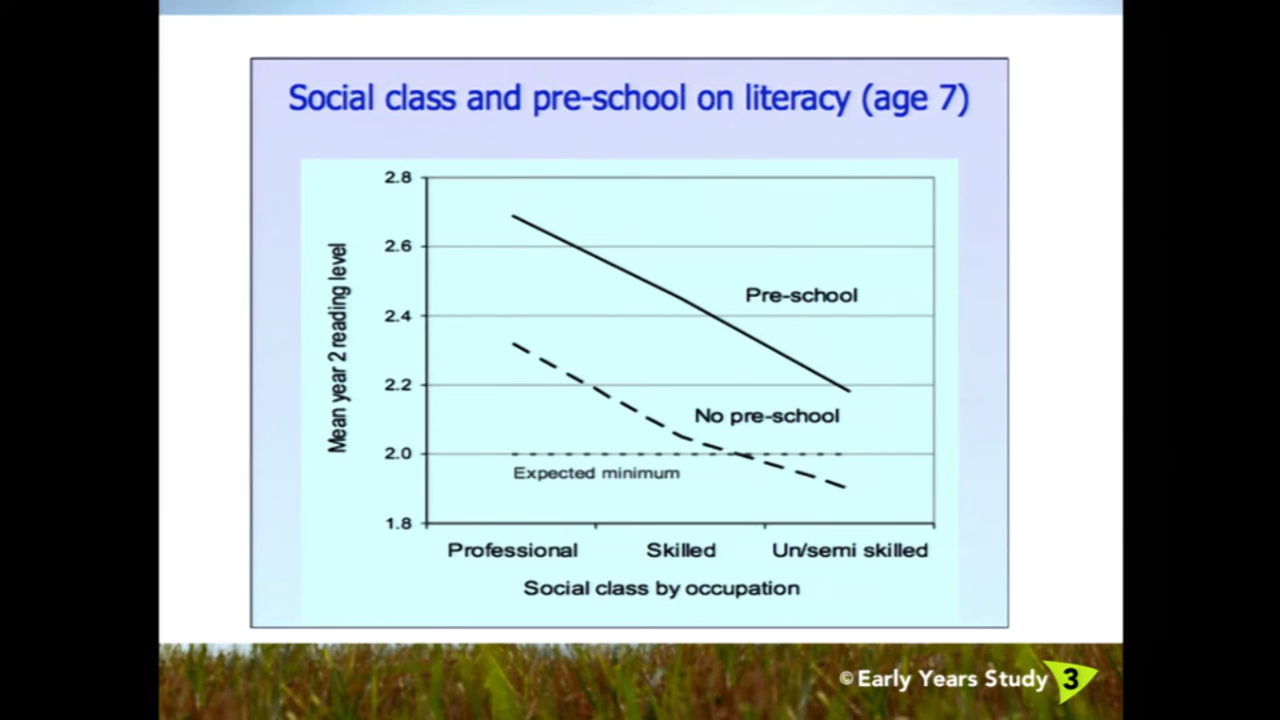 Social class and pre-school on literacy (age 7)
2.8
2.6
2.4
2.2
2.0
1.8
Mean year 2 reading level
Pre-school
No pre-school
Expected minimum
Professional Skilled Un/semi skilled
Social class by occupation
© Early Years Study 3